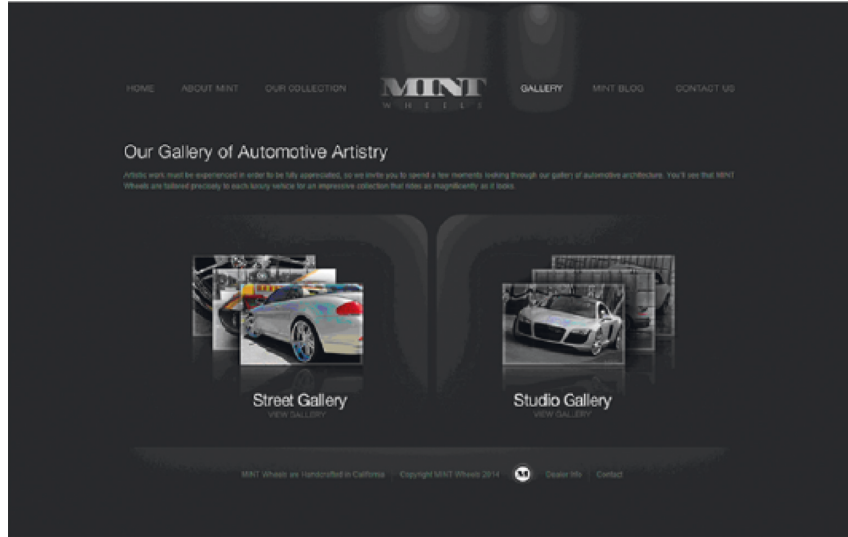 HOME ABOUT MINT OUR COLLECTION MINT WHEELS GALLERY MINT BLOG CONTACT US
Our Gallery of Automotive Artistry
Artistic work must be experienced in order to be fully appreciated, so we invite you to spend a few moments looking through our gallery of automotive architecture. You'll see that MINT
Wheels are tailored precisely to each luxury vehicle for an impressive collection that rides as magnificently as it looks.
Street Gallery
VIEW GALLERY
Studio Gallery
VIEW GALLERY
MINT Wheels are Handcrafted in California | Copyright MINT Wheels 2014 M Dealer Info | Contact